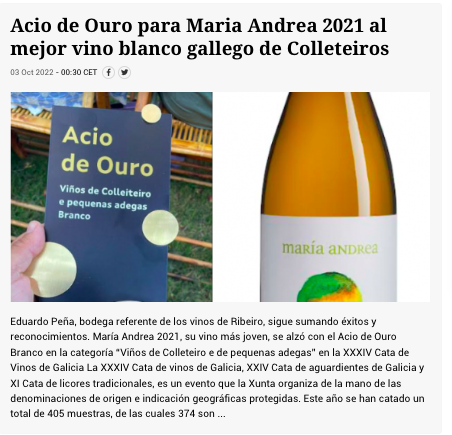 Acio de Ouro para Maria Andrea 2021 al
mejor vino blanco gallego de Colleteiros
03 Oct 2022 - 00:30 CET
Acio
de Ouro
Viños de Colleiteiro
e pequenas adegas
Branco
maría andrea
Eduardo Peña, bodega referente de los vinos de Ribeiro, sigue sumando éxitos y
reconocimientos. María Andrea 2021, su vino más joven, se alzó con el Acio de Ouro
Branco en la categoría “Viños de Colleteiro e de pequenas adegas” en la XXXIV Cata de
Vinos de Galicia La XXXIV Cata de vinos de Galicia, XXIV Cata de aguardientes de Galicia y
XI Cata de licores tradicionales, es un evento que la Xunta organiza de la mano de las
denominaciones de origen e indicación geográficas protegidas. Este año se han catado un
total de 405 muestras, de las cuales 374 son ...